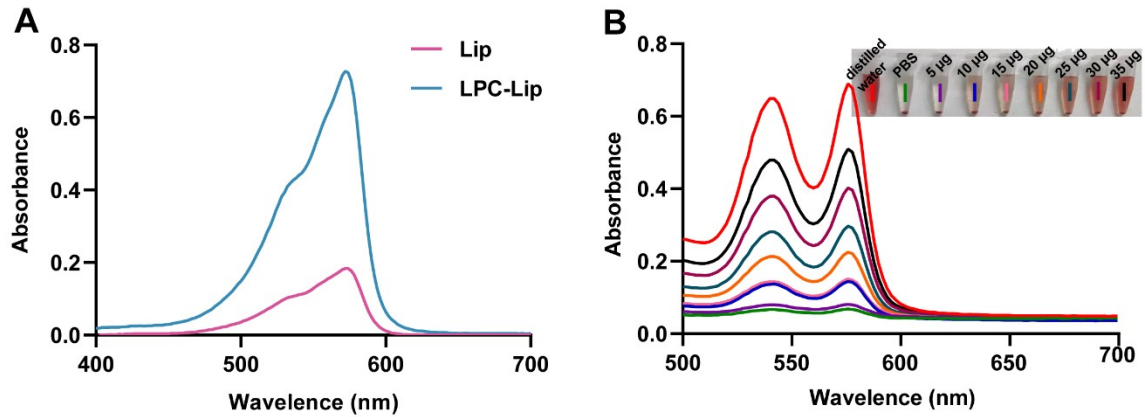 A
Lip
LPC-Lip
0.8
0.6
0.4
0.2
0.0
400
500
600
700
Absorbance
Wavelence (nm)
B
distilled
water
PBS
5 μg
10 μg
15 μg
20 μg
25 μg
30 μg
35 μg
0.8
0.6
0.4
0.2
0.0
500
550
600
650
700
Absorbance
Wavelence (nm)